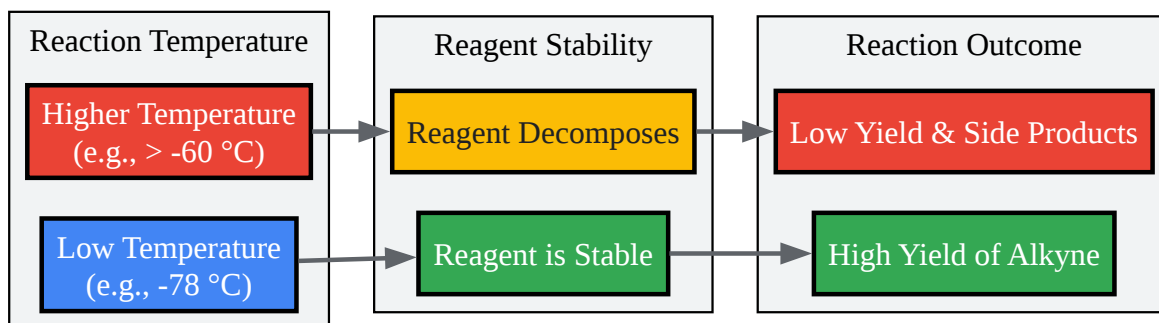 Reaction Temperature
Higher Temperature
(e.g., > -60 °C)
Low Temperature
(e.g., -78 °C)
Reagent Stability
Reagent Decomposes
Reagent is Stable
Reaction Outcome
Low Yield & Side Products
High Yield of Alkyne